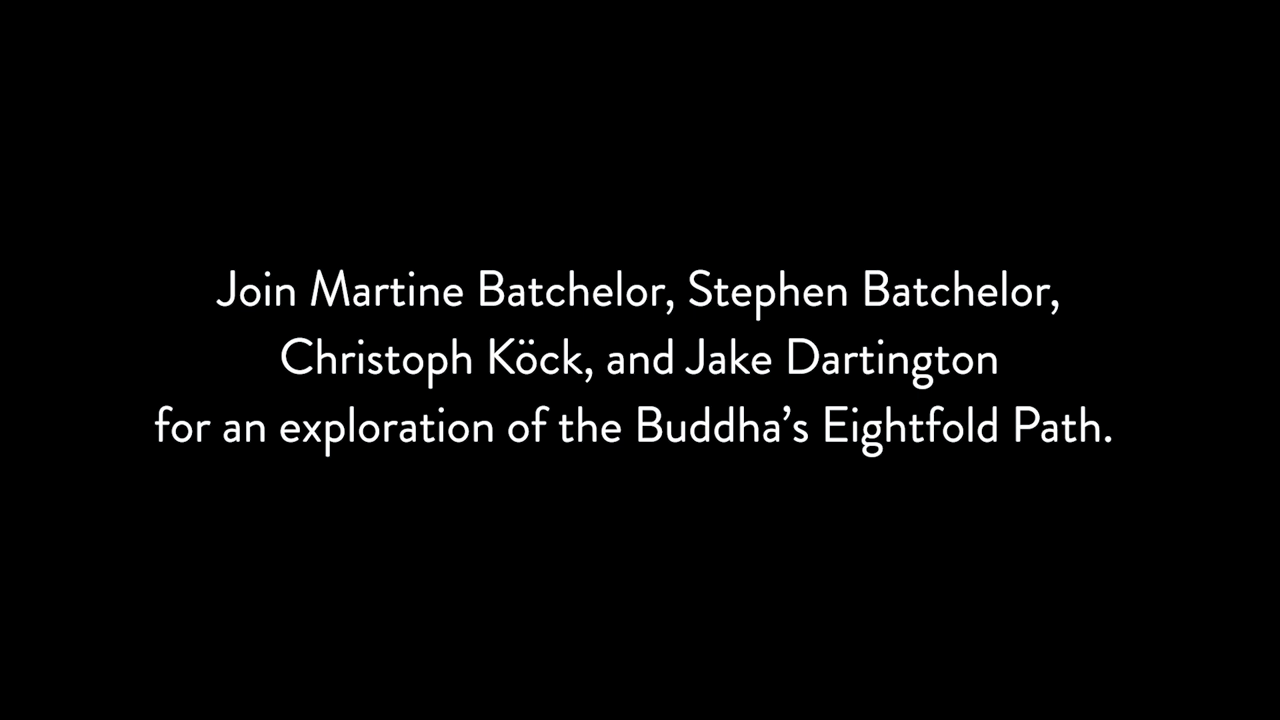 Join Martine Batchelor, Stephen Batchelor,
Christoph Köck, and Jake Dartington
for an exploration of the Buddha’s Eightfold Path.